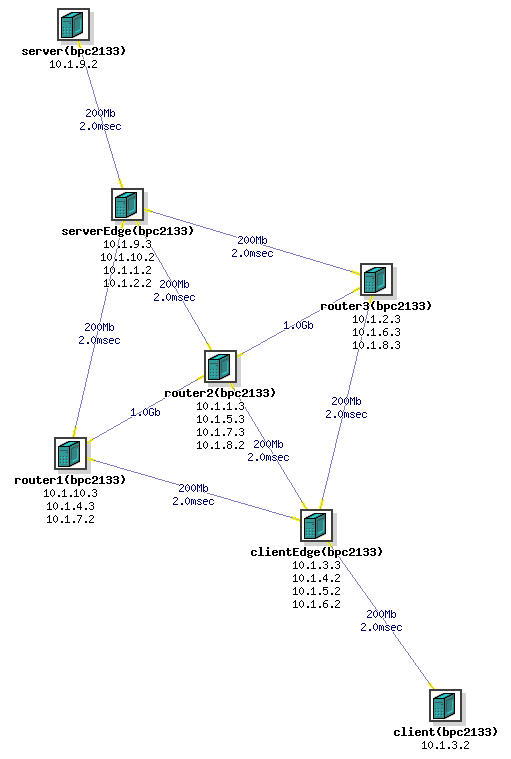 server(bpc2133)
10.1.9.2
200Mb
2.0msec
serverEdge(bpc2133)
10.1.9.3
10.1.10.2
10.1.1.2
10.1.2.2
200Mb
2.0msec
200Mb
2.0msec
router3(bpc2133)
10.1.2.3
10.1.6.3
10.1.8.3
200Mb
2.0msec
1.0Gb
router2(bpc2133)
10.1.1.3
10.1.5.3
10.1.7.3
10.1.8.2
1.0Gb
200Mb
2.0msec
200Mb
2.0msec
router1(bpc2133)
10.1.10.3
10.1.4.3
10.1.7.2
200Mb
2.0msec
clientEdge(bpc2133)
10.1.3.3
10.1.4.2
10.1.5.2
10.1.6.2
200Mb
2.0msec
client(bpc2133)
10.1.3.2